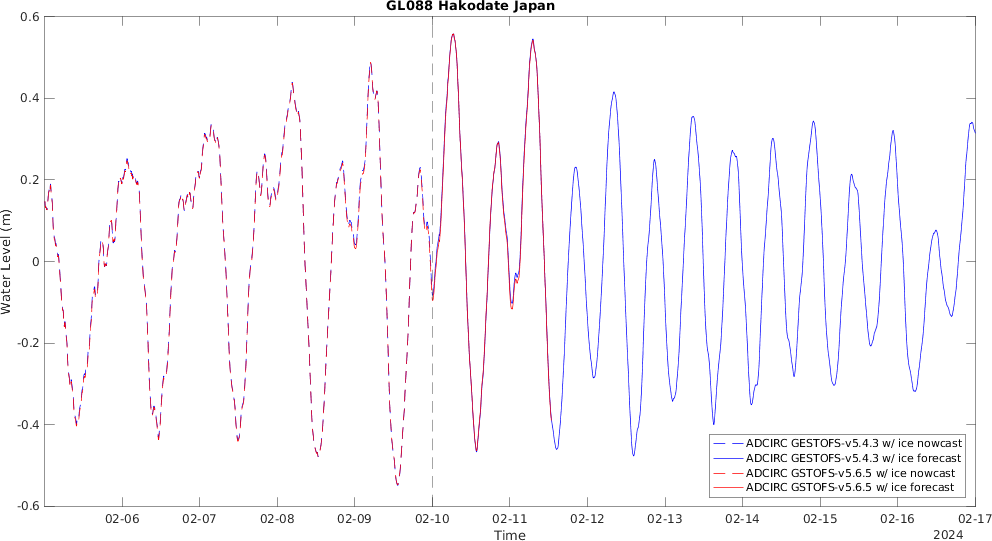 GL088 Hakodate Japan
0.6
0.4
0.2
0
-0.2
-0.4
-0.6
Water Level (m)
ADCIRC GESTOFS-v5.4.3 w/ ice nowcast
ADCIRC GESTOFS-v5.4.3 w/ ice forecast
ADCIRC GSTOFS-v5.6.5 w/ ice nowcast
ADCIRC GSTOFS-v5.6.5 w/ ice forecast
02-06 02-07 02-08 02-09 02-10 02-11 02-12 02-13 02-14 02-15 02-16 02-17
Time
2024